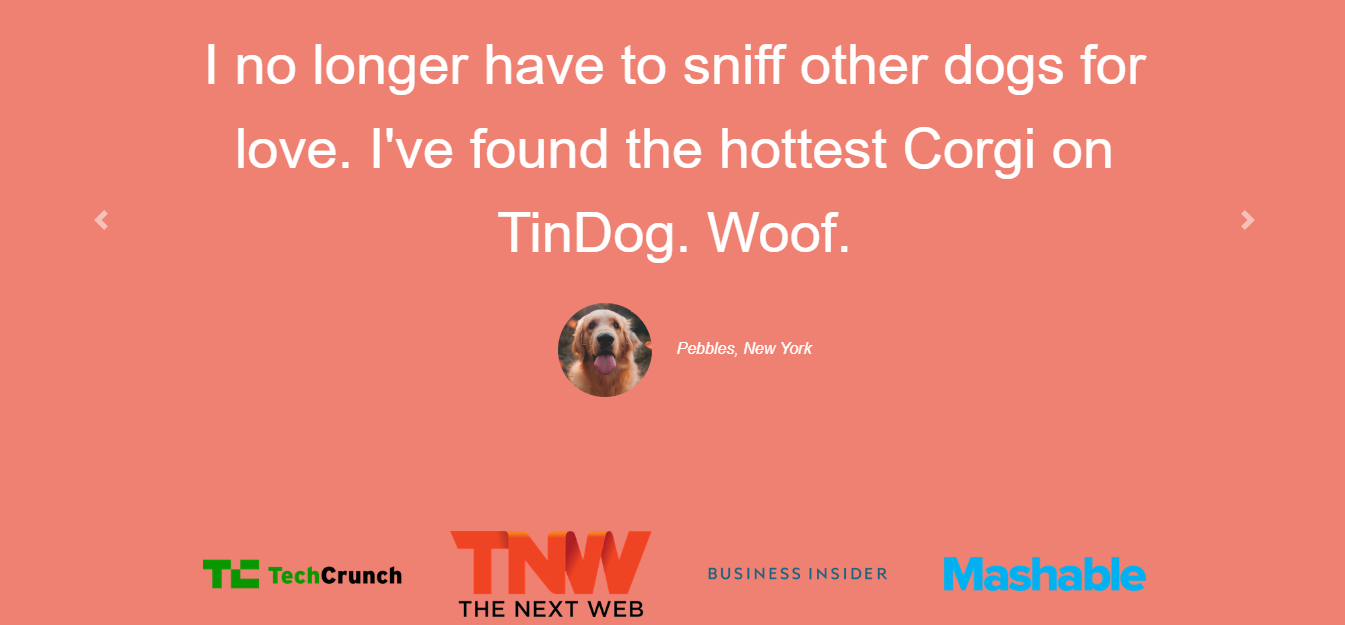 I no longer have to sniff other dogs for
love. I've found the hottest Corgi on
TinDog. Woof.
Pebbles, New York
TC TechCrunch
TNW
THE NEXT WEB
BUSINESS INSIDER
Mashable